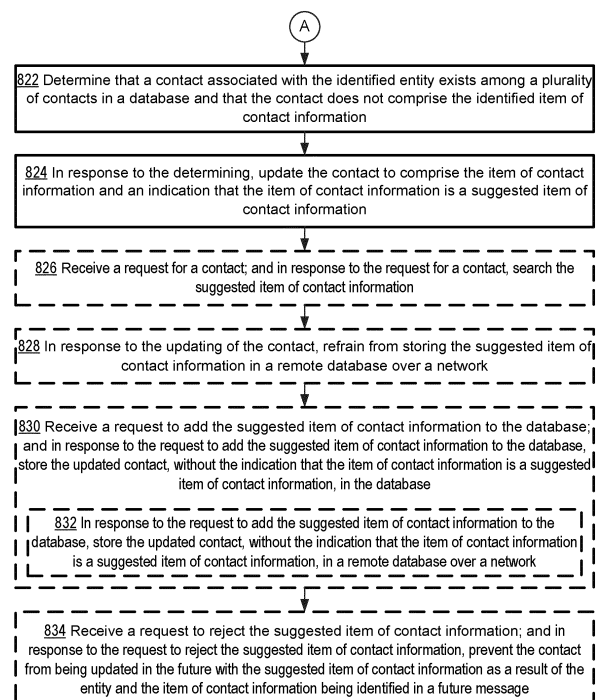 A
822 Determine that a contact associated with the identified entity exists among a plurality
of contacts in a database and that the contact does not comprise the identified item of
contact information
824 In response to the determining, update the contact to comprise the item of contact
information and an indication that the item of contact information is a suggested item of
contact information
826 Receive a request for a contact; and in response to the request for a contact, search the
suggested item of contact information
828 In response to the updating of the contact, refrain from storing the suggested item of
contact information in a remote database over a network
830 Receive a request to add the suggested item of contact information to the database;
and in response to the request to add the suggested item of contact information to the database,
store the updated contact, without the indication that the item of contact information is a suggested
item of contact information, in the database
832 In response to the request to add the suggested item of contact information to the
database, store the updated contact, without the indication that the item of contact information
is a suggested item of contact information, in a remote database over a network
834 Receive a request to reject the suggested item of contact information; and in
response to the request to reject the suggested item of contact information, prevent the contact
from being updated in the future with the suggested item of contact information as a result of the
entity and the item of contact information being identified in a future message